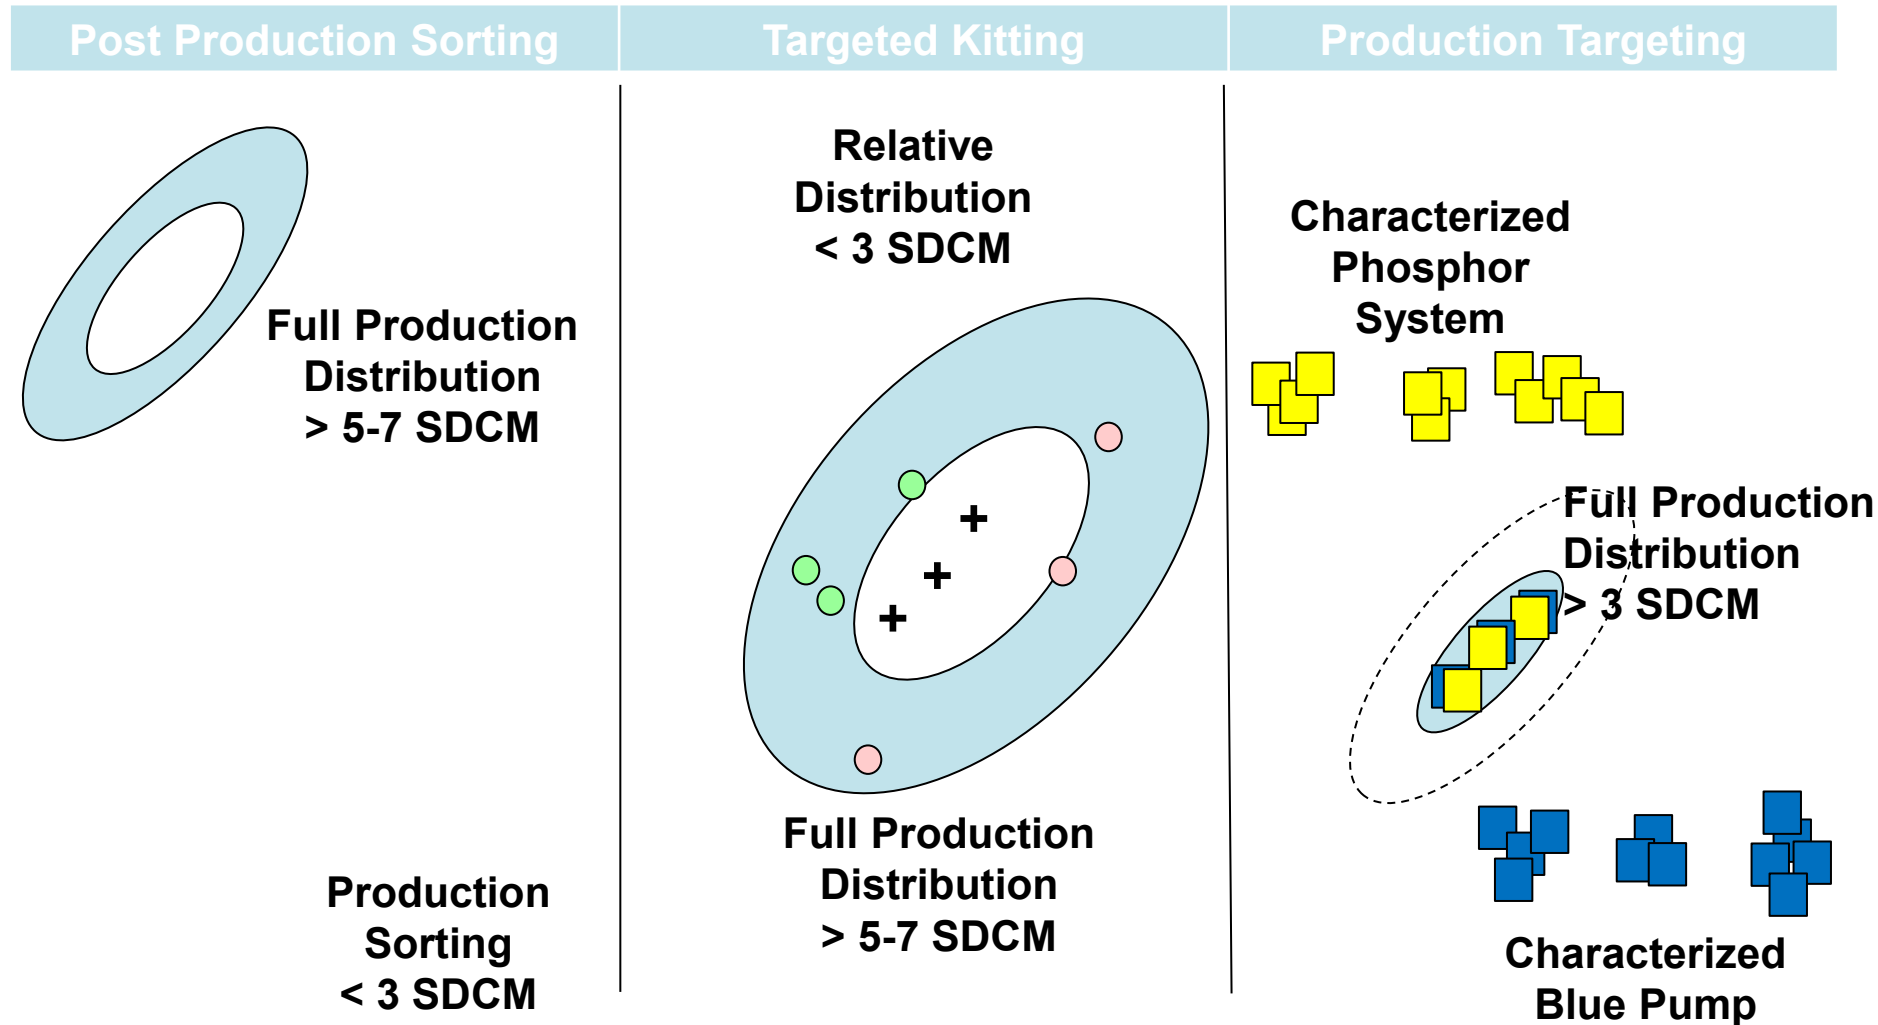 Post Production Sorting
Targeted Kitting
Production Targeting
Full Production
Distribution
> 5-7 SDCM
Production
Sorting
< 3 SDCM
Relative
Distribution
< 3 SDCM
Full Production
Distribution
> 5-7 SDCM
Characterized
Phosphor
System
Full Production
Distribution
> 3 SDCM
Characterized
Blue Pump